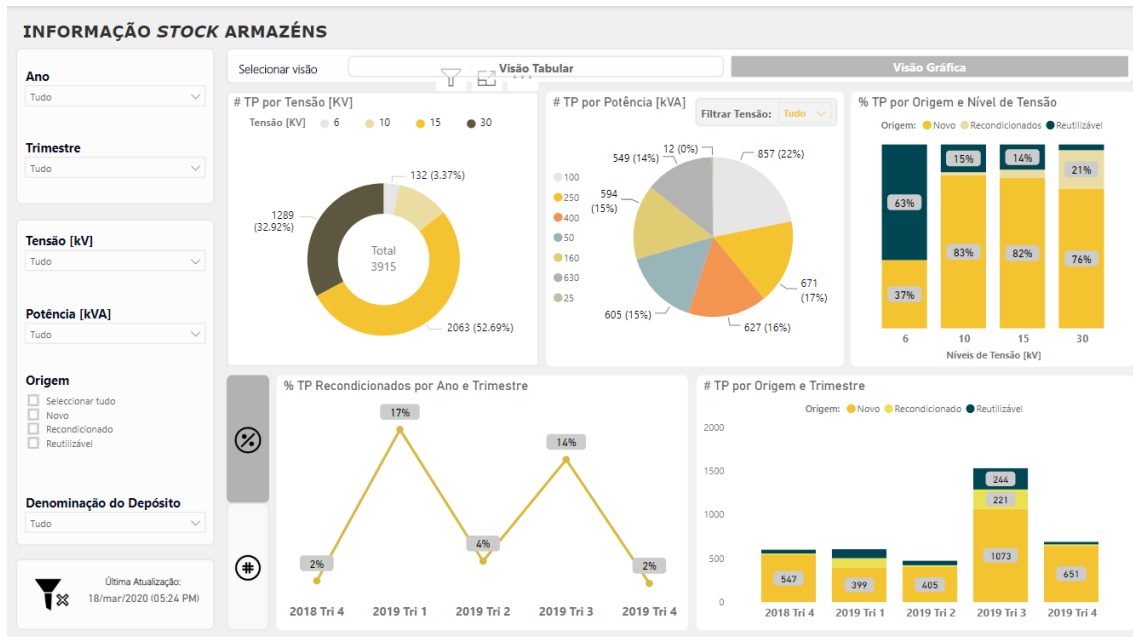 INFORMAÇÃO STOCK ARMAZÉNS
Ano
Tudo
Trimestre
Tudo
Tensão [kV]
Tudo
Potência [kVA]
Tudo
Origem
Seleccionar tudo
Novo
Recondicionado
Reutilizável
Denominação do Depósito
Tudo
Última Atualização:
18/mar/2020 (05:24 PM)
Selecionar visão
Visão Tabular
Visão Gráfica
# TP por Tensão [KV]
Tensão [KV] 6 10 15 30
132 (3.37%)
1289
(32.92%)
Total
3915
2063 (52.69%)
# TP por Potência [kVA]
Filtrar Tensão: Tudo
100
250
400
50
160
630
25
12 (0%)
549 (14%)
857 (22%)
594
(15%)
671
(17%)
605 (15%)
627 (16%)
% TP por Origem e Nível de Tensão
Origem: Novo Recondicionados Reutilizável
15%
14%
21%
63%
83%
82%
76%
37%
6 10 15 30
Níveis de Tensão [kV]
% TP Recondicionados por Ano e Trimestre
17%
14%
4%
2%
2%
2018 Tri 4 2019 Tri 1 2019 Tri 2 2019 Tri 3 2019 Tri 4
# TP por Origem e Trimestre
Origem: Novo Recondicionado Reutilizável
2000
1500
1000
500
0
244
221
1073
547
399
405
651
2018 Tri 4 2019 Tri 1 2019 Tri 2 2019 Tri 3 2019 Tri 4